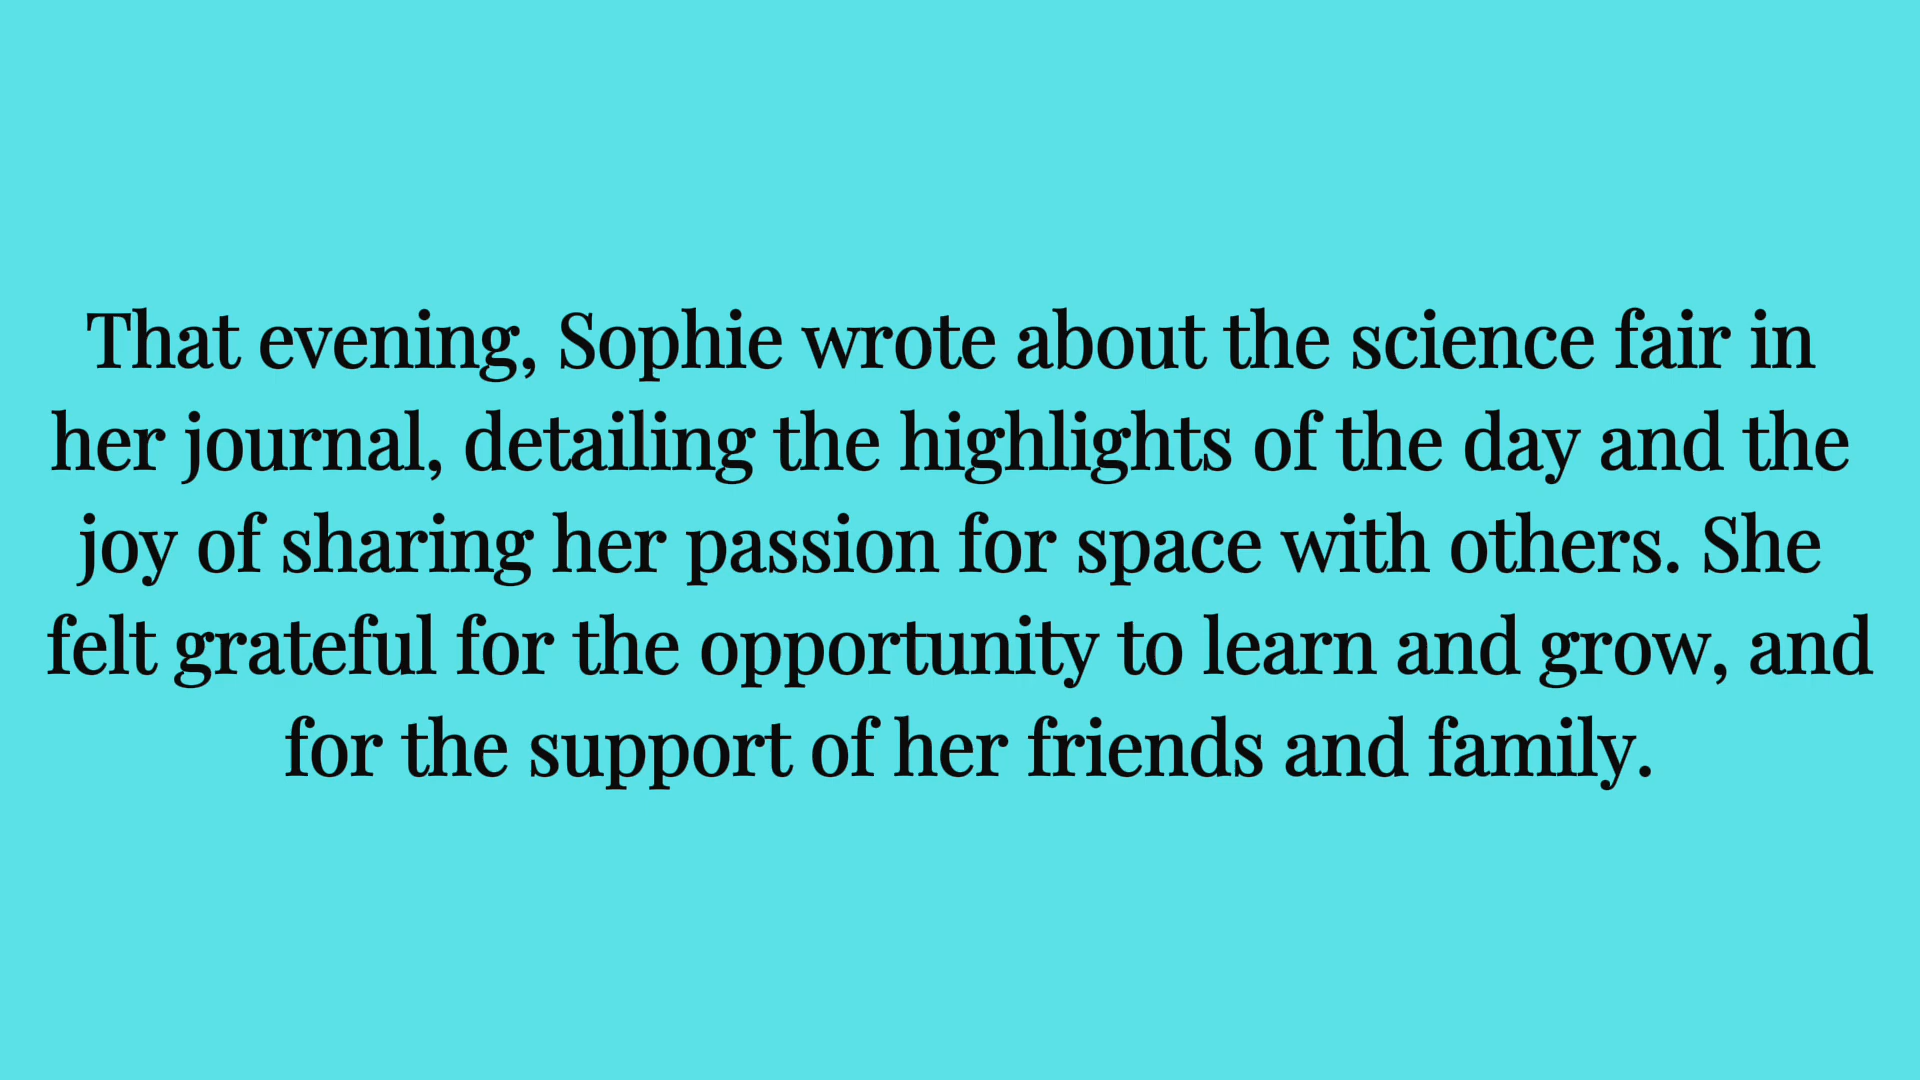 That evening, Sophie wrote about the science fair in
her journal, detailing the highlights of the day and the
joy of sharing her passion for space with others. She
felt grateful for the opportunity to learn and grow, and
for the support of her friends and family.